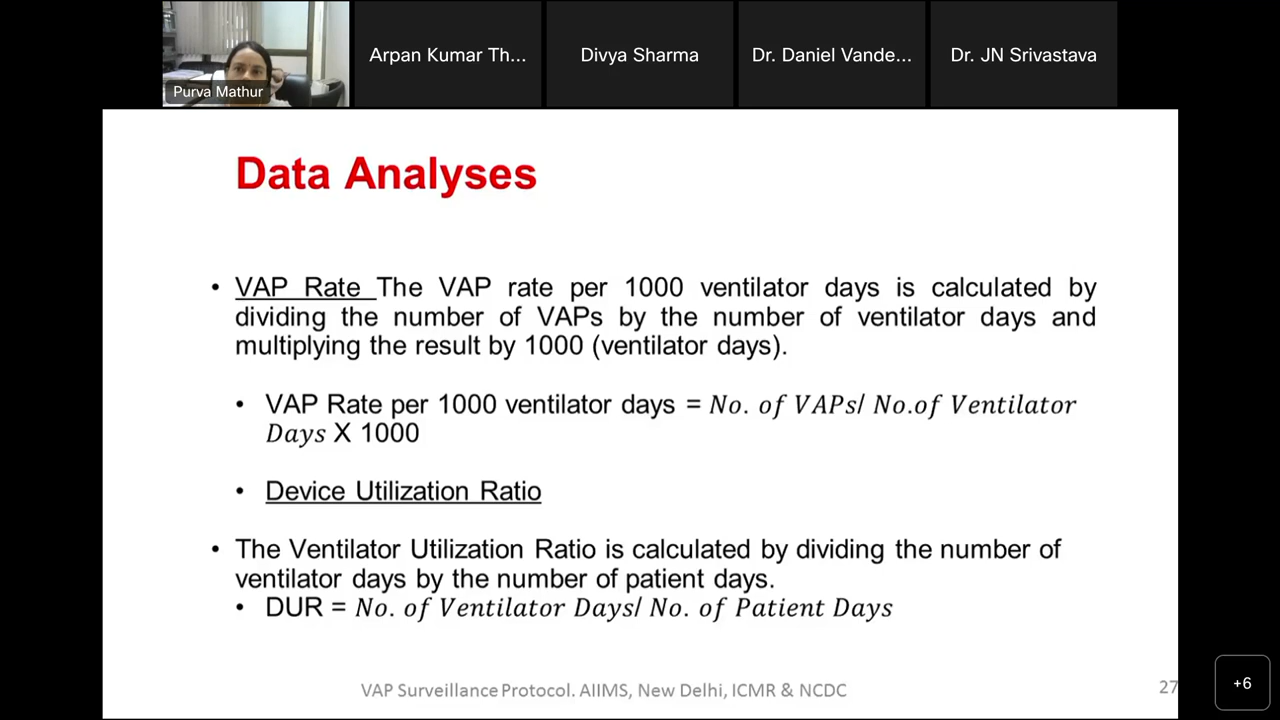 Purva Mathur
Arpan Kumar Th...
Divya Sharma
Dr. Daniel Vande...
Dr. JN Srivastava
Data Analyses
• VAP Rate The VAP rate per 1000 ventilator days is calculated by
dividing the number of VAPs by the number of ventilator days and
multiplying the result by 1000 (ventilator days).
• VAP Rate per 1000 ventilator days = No. of VAPs/ No.of Ventilator
Days X 1000
• Device Utilization Ratio
• The Ventilator Utilization Ratio is calculated by dividing the number of
ventilator days by the number of patient days.
• DUR = No. of Ventilator Days/ No. of Patient Days
VAP Surveillance Protocol. AIIMS, New Delhi, ICMR & NCDC
27
+6